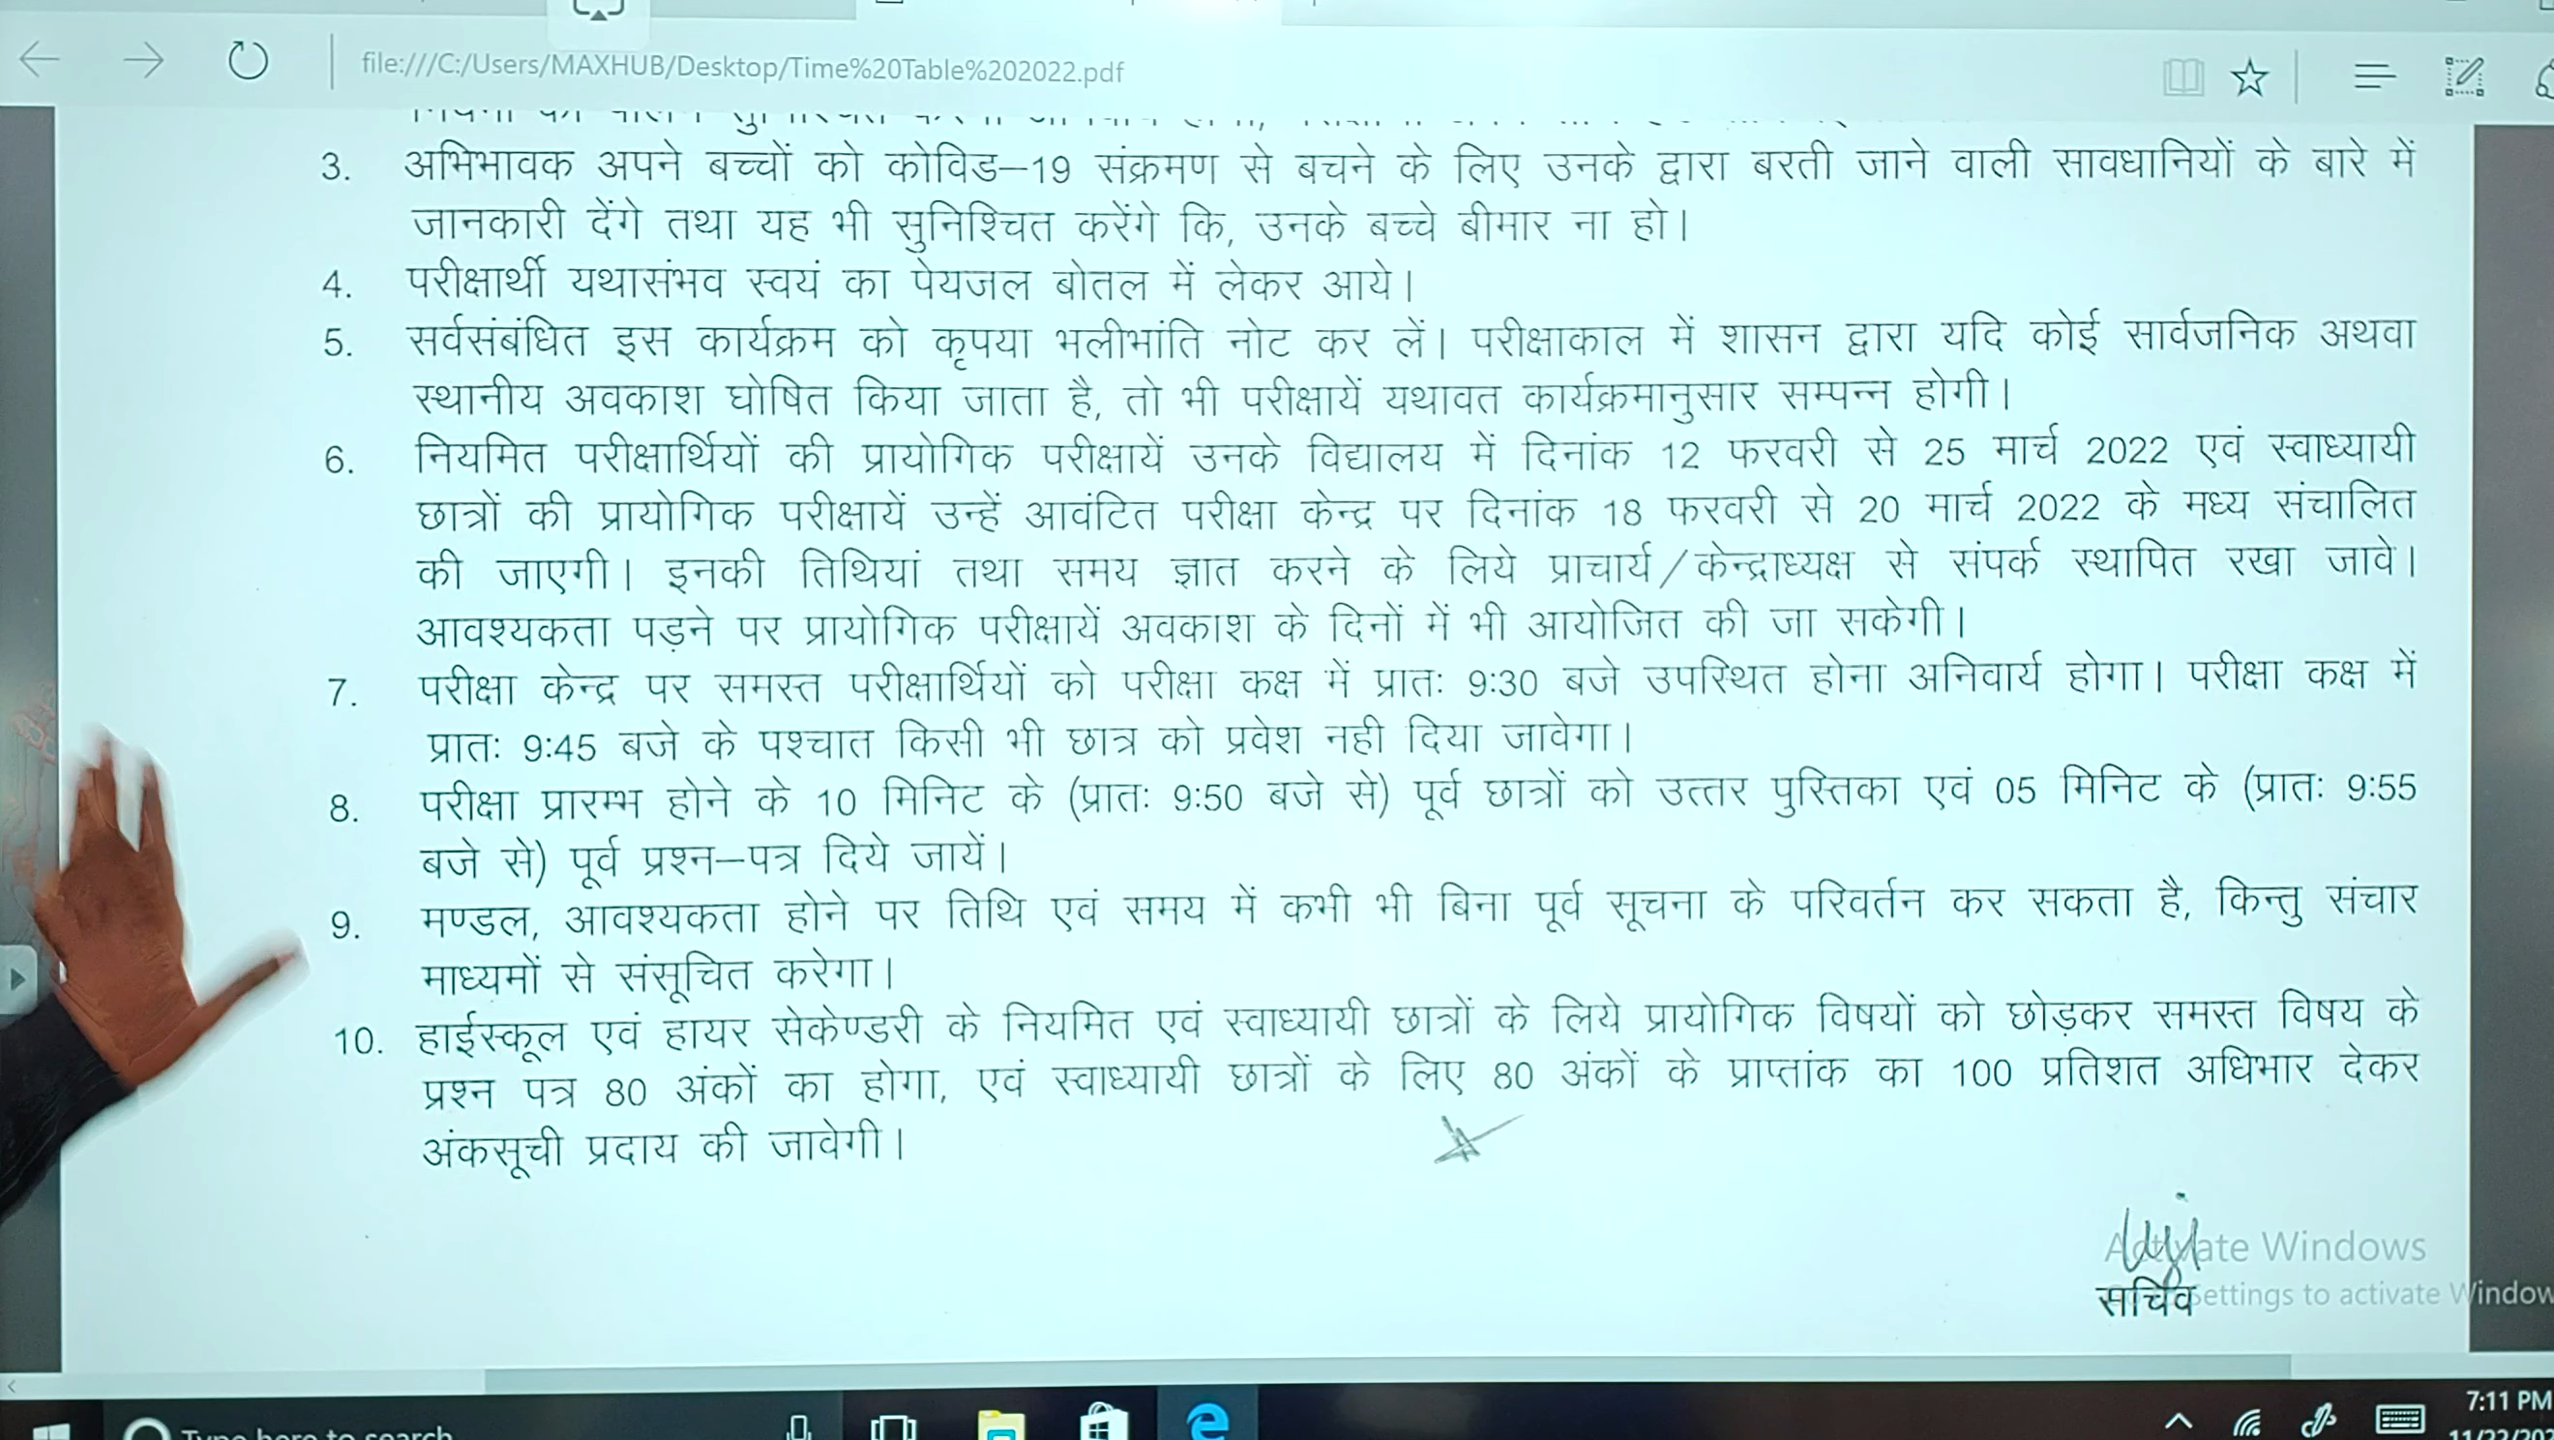 file:///C:/Users/MAXHUB/Desktop/Time%20Table%202022.pdf
3. अभिभावक अपने बच्चों को कोविड–19 संक्रमण से बचने के लिए उनके द्वारा बरती जाने वाली सावधानियों के बारे में
जानकारी देंगे तथा यह भी सुनिश्चित करेंगे कि, उनके बच्चे बीमार ना हो।
4. परीक्षार्थी यथासंभव स्वयं का पेयजल बोतल में लेकर आये।
5. सर्वसंबंधित इस कार्यक्रम को कृपया भलीभांति नोट कर लें। परीक्षाकाल में शासन द्वारा यदि कोई सार्वजनिक अथवा
स्थानीय अवकाश घोषित किया जाता है, तो भी परीक्षायें यथावत कार्यक्रमानुसार सम्पन्न होगी।
6. नियमित परीक्षार्थियों की प्रायोगिक परीक्षायें उनके विद्यालय में दिनांक 12 फरवरी से 25 मार्च 2022 एवं स्वाध्यायी
छात्रों की प्रायोगिक परीक्षायें उन्हें आवंटित परीक्षा केन्द्र पर दिनांक 18 फरवरी से 20 मार्च 2022 के मध्य संचालित
की जाएगी। इनकी तिथियां तथा समय ज्ञात करने के लिये प्राचार्य/केन्द्राध्यक्ष से संपर्क स्थापित रखा जावे।
आवश्यकता पड़ने पर प्रायोगिक परीक्षायें अवकाश के दिनों में भी आयोजित की जा सकेगी।
7. परीक्षा केन्द्र पर समस्त परीक्षार्थियों को परीक्षा कक्ष में प्रातः 9:30 बजे उपस्थित होना अनिवार्य होगा। परीक्षा कक्ष में
प्रातः 9:45 बजे के पश्चात किसी भी छात्र को प्रवेश नही दिया जावेगा।
8. परीक्षा प्रारम्भ होने के 10 मिनिट के (प्रातः 9:50 बजे से) पूर्व छात्रों को उत्तर पुस्तिका एवं 05 मिनिट के (प्रातः 9:55
बजे से) पूर्व प्रश्न–पत्र दिये जायें।
9. मण्डल, आवश्यकता होने पर तिथि एवं समय में कभी भी बिना पूर्व सूचना के परिवर्तन कर सकता है, किन्तु संचार
माध्यमों से संसूचित करेगा।
10. हाईस्कूल एवं हायर सेकेण्डरी के नियमित एवं स्वाध्यायी छात्रों के लिये प्रायोगिक विषयों को छोड़कर समस्त विषय के
प्रश्न पत्र 80 अंकों का होगा, एवं स्वाध्यायी छात्रों के लिए 80 अंकों के प्राप्तांक का 100 प्रतिशत अधिभार देकर
अंकसूची प्रदाय की जावेगी।
Activate Windows
सचिव Settings to activate Window
Type here to search
7:11 PM